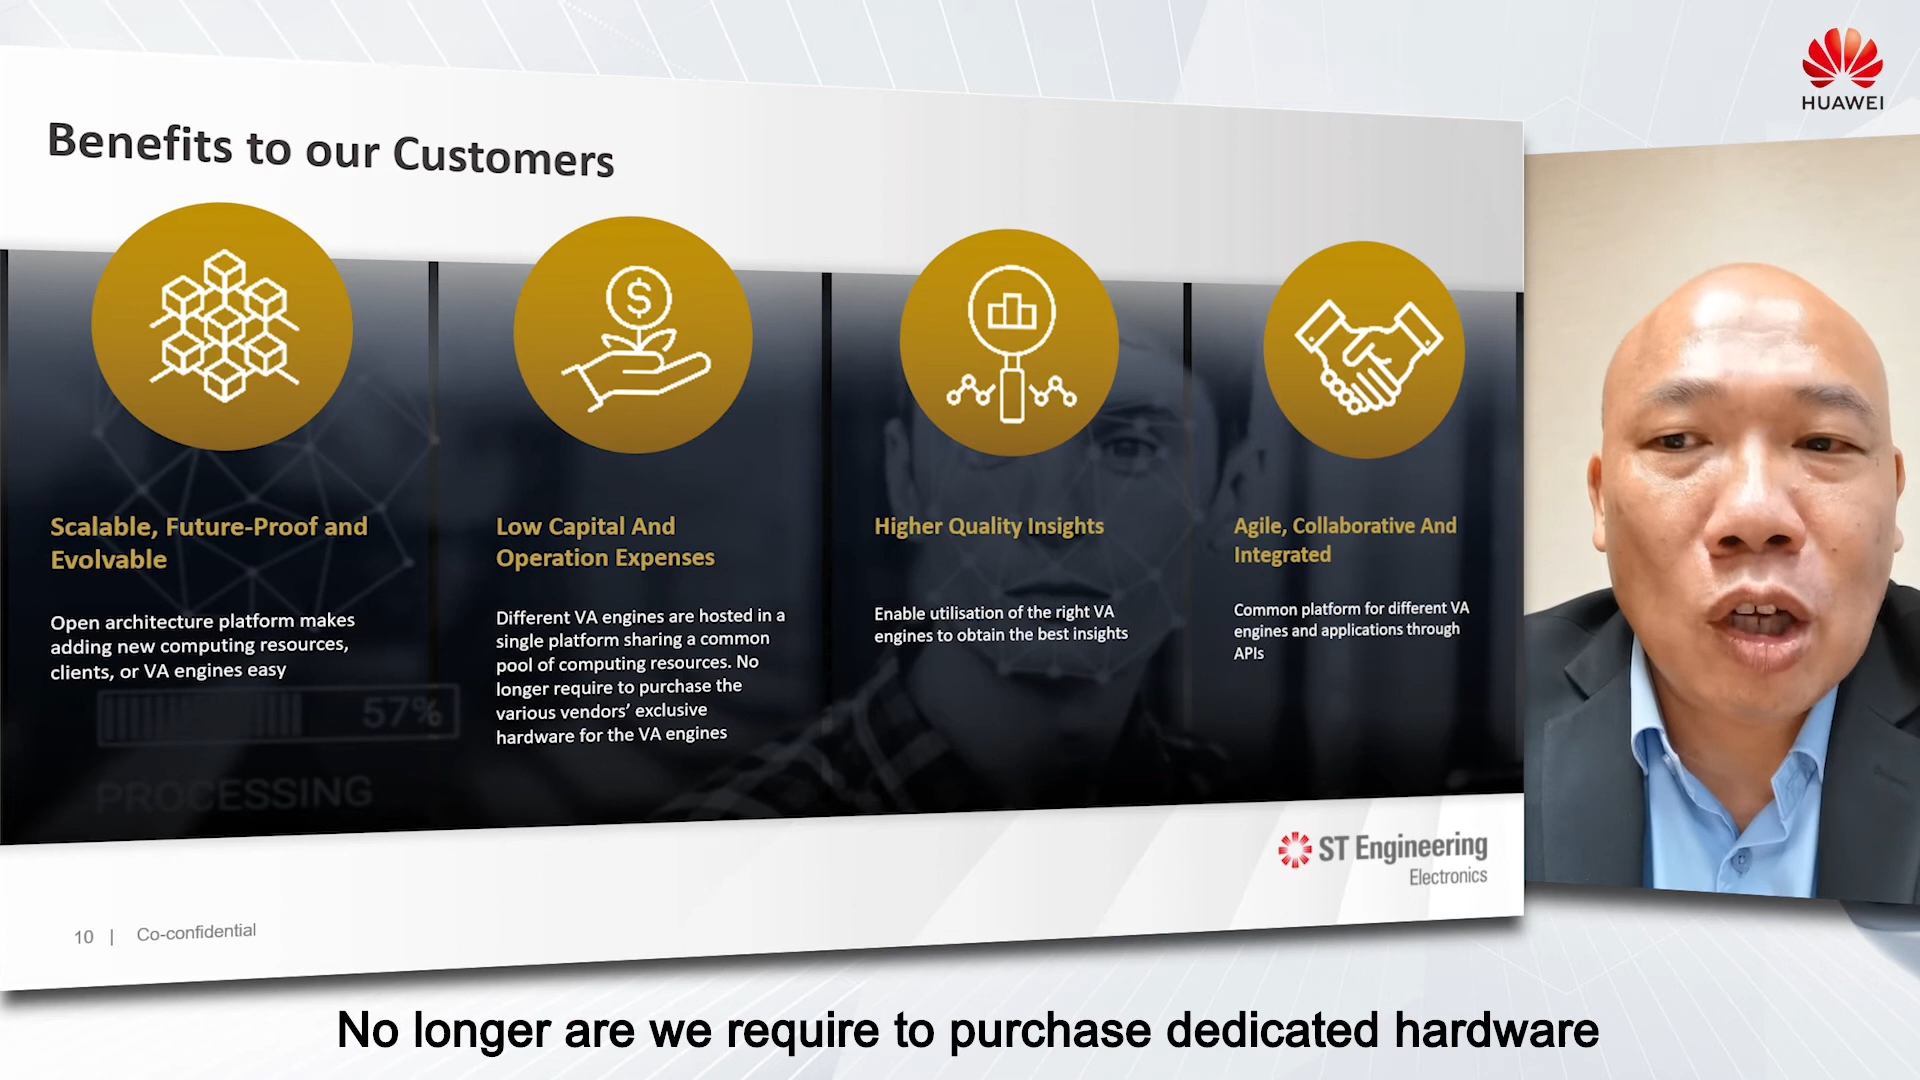 HUAWEI
Benefits to our Customers
Scalable, Future-Proof and
Evolvable
Open architecture platform makes
adding new computing resources,
clients, or VA engines easy
57%
PROCESSING
Low Capital And
Operation Expenses
Different VA engines are hosted in a
single platform sharing a common
pool of computing resources. No
longer require to purchase the
various vendors’ exclusive
hardware for the VA engines
Higher Quality Insights
Enable utilisation of the right VA
engines to obtain the best insights
Agile, Collaborative And
Integrated
Common platform for different VA
engines and applications through
APIs
ST Engineering
Electronics
10 | Co-confidential
No longer are we require to purchase dedicated hardware